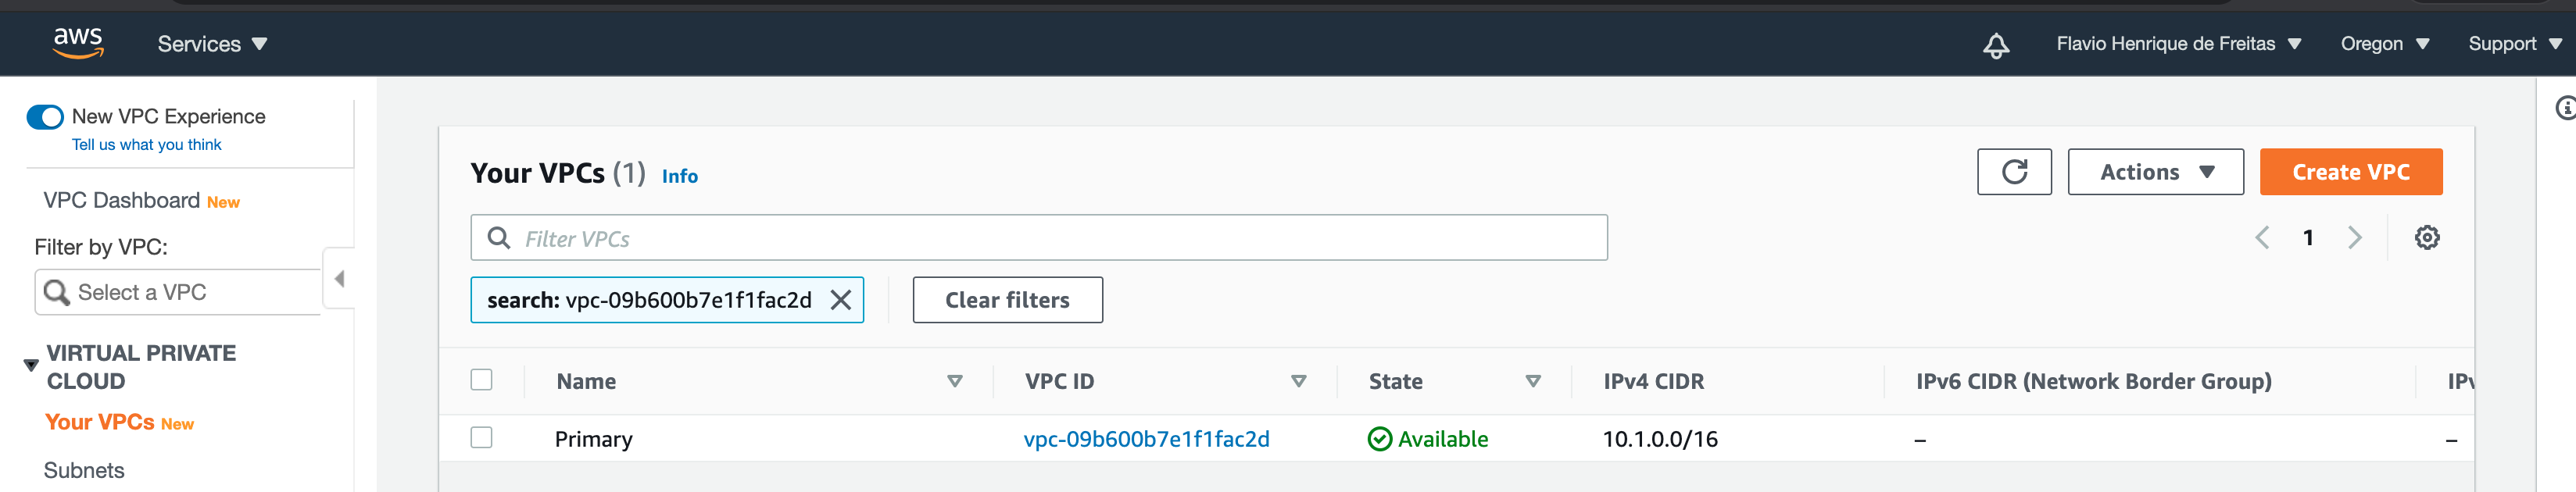 aws Services Flavio Henrique de Freitas Oregon Support
New VPC Experience
Tell us what you think
VPC Dashboard New
Filter by VPC:
Select a VPC
VIRTUAL PRIVATE
CLOUD
Your VPCs New
Subnets
Your VPCs (1) Info
Actions
Create VPC
Filter VPCs
1
search: vpc-09b600b7e1f1fac2d
Clear filters
Name VPC ID State IPv4 CIDR IPv6 CIDR (Network Border Group)
Primary vpc-09b600b7e1f1fac2d Available 10.1.0.0/16 – –